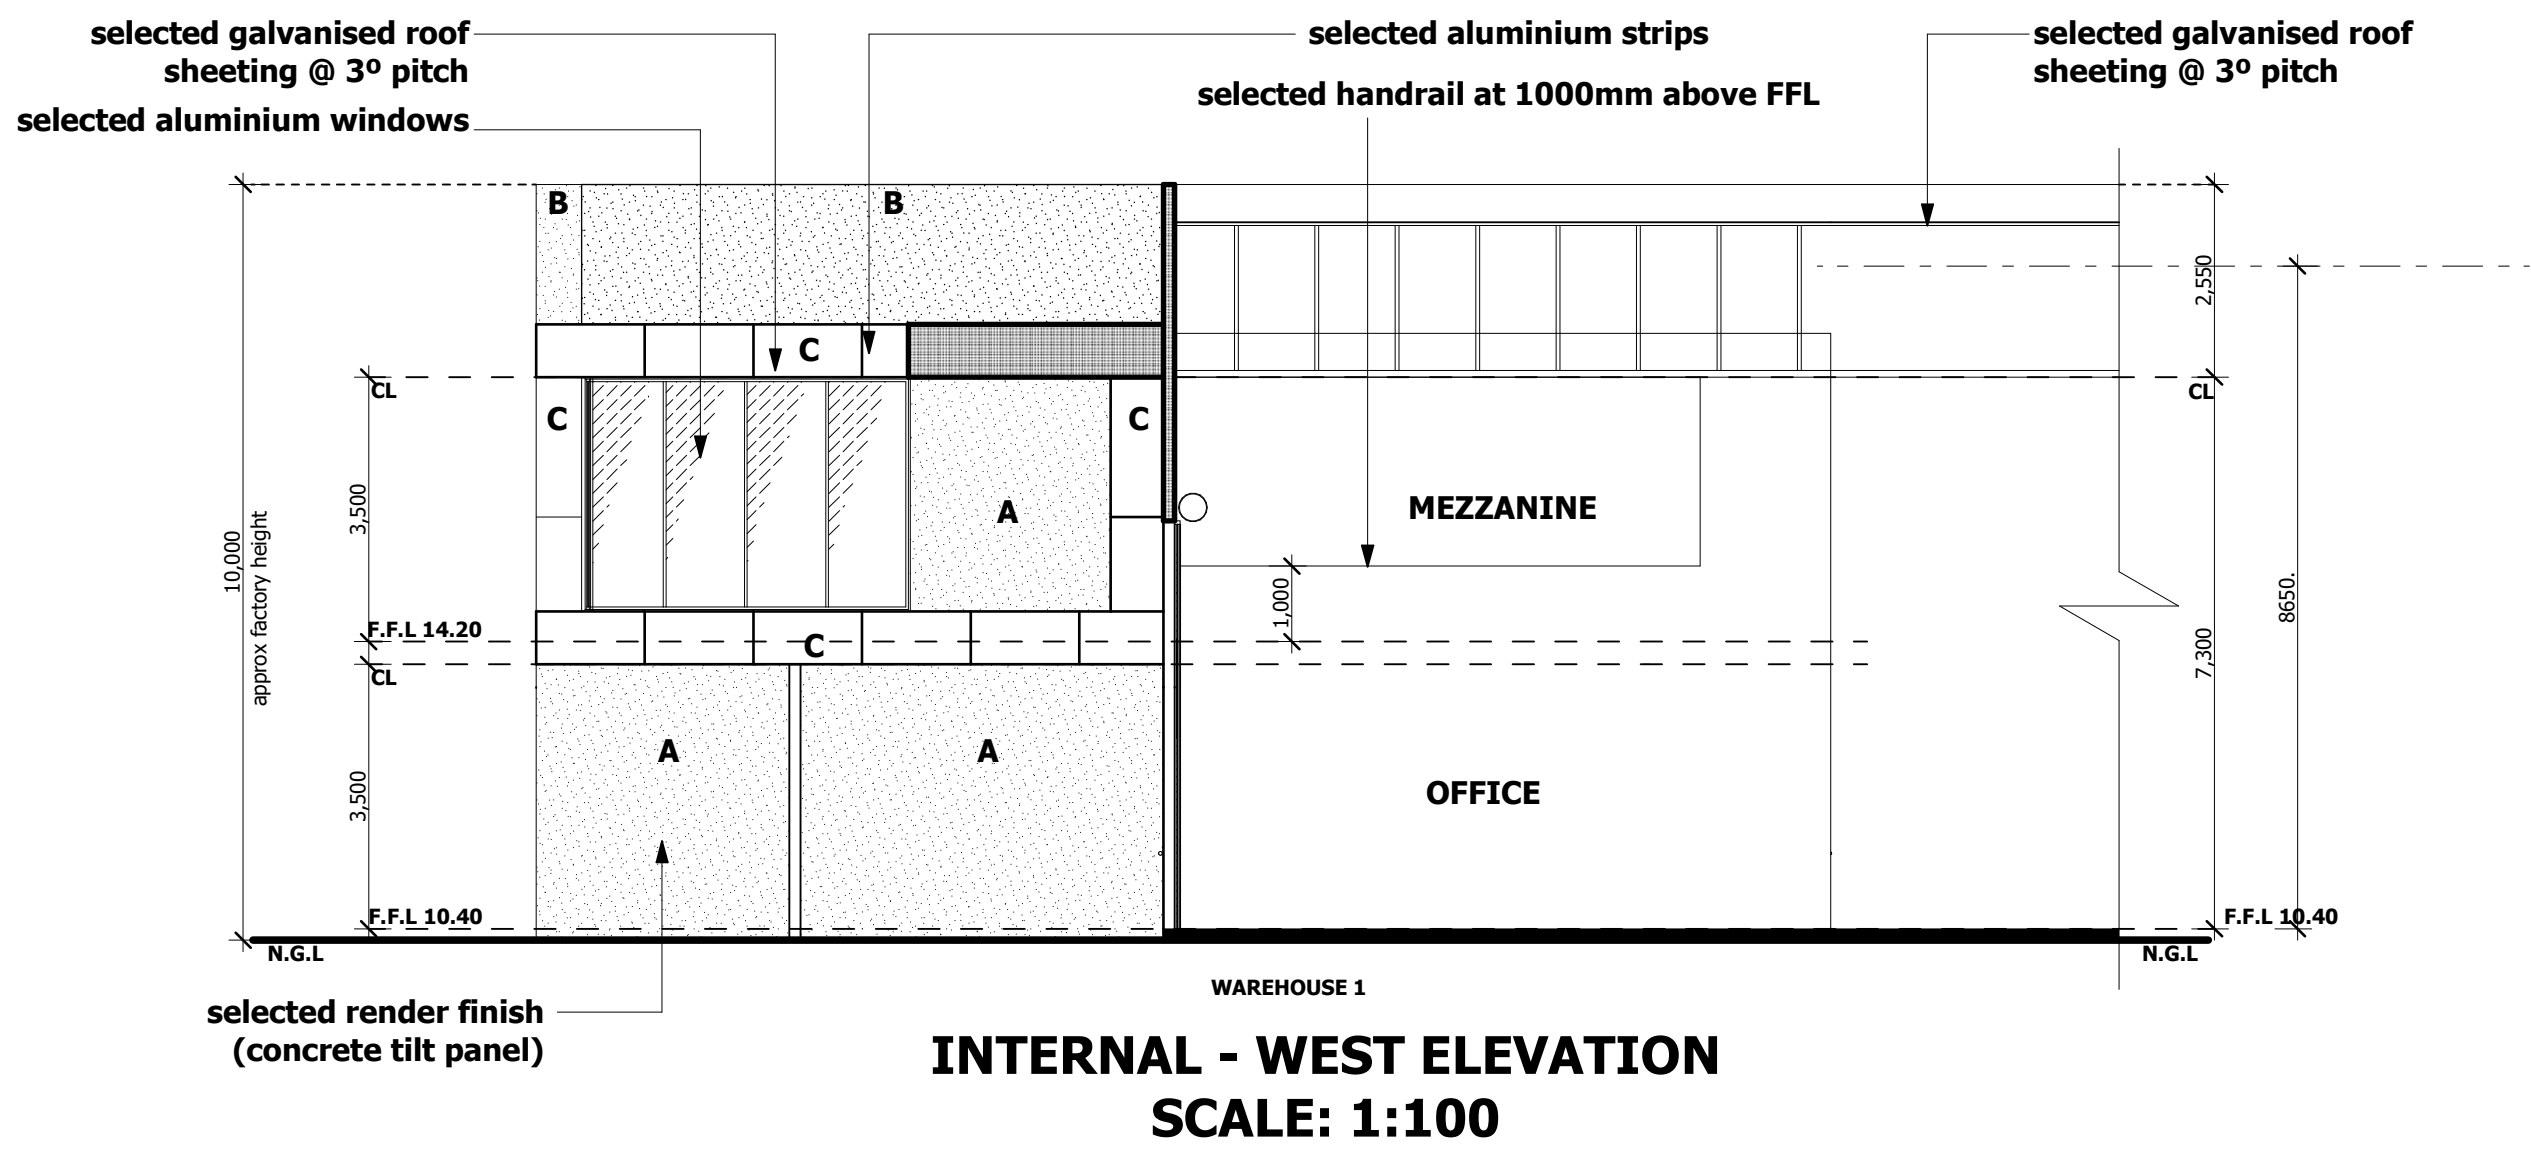 selected galvanised roof
sheeting @ 3º pitch
selected aluminium windows
selected aluminium strips
selected handrail at 1000mm above FFL
selected galvanised roof
sheeting @ 3º pitch
B
B
C
C
C
A
C
A
A
CL
3,500
10,000
approx factory height
F.F.L 14.20
CL
3,500
F.F.L 10.40
N.G.L
MEZZANINE
1,000
OFFICE
2,550
CL
7,300
8650.
F.F.L 10.40
N.G.L
selected render finish
(concrete tilt panel)
WAREHOUSE 1
INTERNAL - WEST ELEVATION
SCALE: 1:100